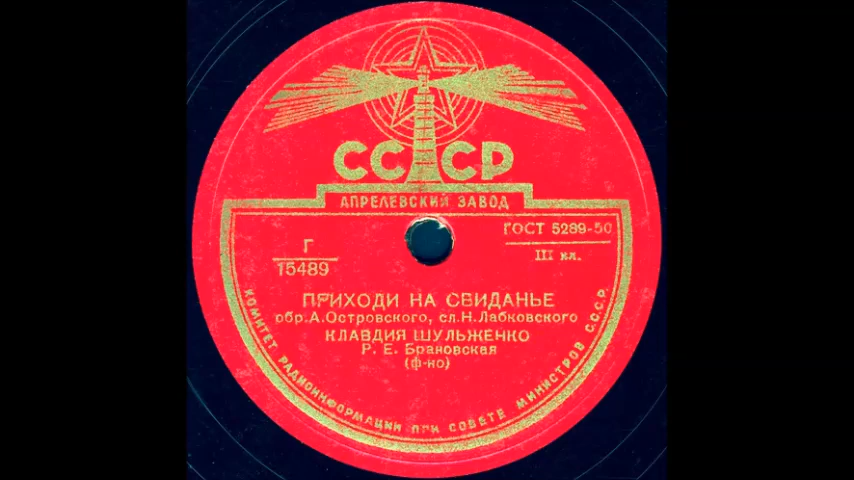 СССР
АПРЕЛЕВСКИЙ ЗАВОД
ГОСТ 5289-50
III кл.
Г
15489
ПРИХОДИ НА СВИДАНЬЕ
обр. А. Островского, сл. Н. Лабковского
КЛАВДИЯ ШУЛЬЖЕНКО
Р. Е. Брановская
(ф-но)
КОМИТЕТ РАДИОИНФОРМАЦИИ ПРИ СОВЕТЕ МИНИСТРОВ С.С.С.Р.